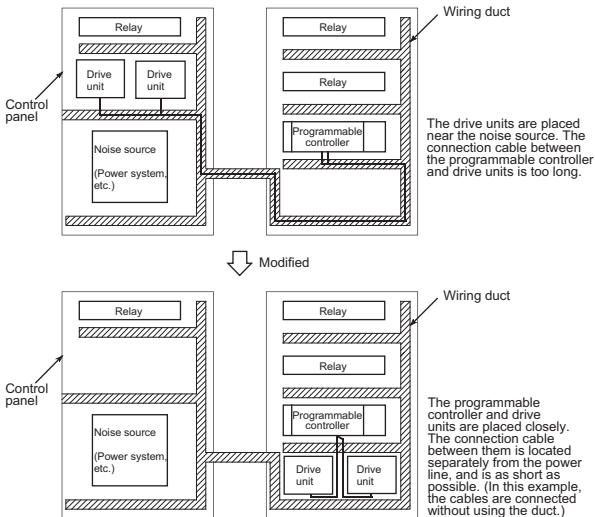 Wiring duct
Relay
Relay
Drive
unit
Drive
unit
Relay
Control
panel
Programmable
controller
Noise source
(Power system,
etc.)
The drive units are placed
near the noise source. The
connection cable between
the programmable controller
and drive units is too long.
Modified
Wiring duct
Relay
Relay
Relay
Control
panel
Programmable
controller
Noise source
(Power system,
etc.)
Drive
unit
Drive
unit
The programmable
controller and drive
units are placed closely.
The connection cable
between them is located
separately from the power
line, and is as short as
possible. (In this example,
the cables are connected
without using the duct.)